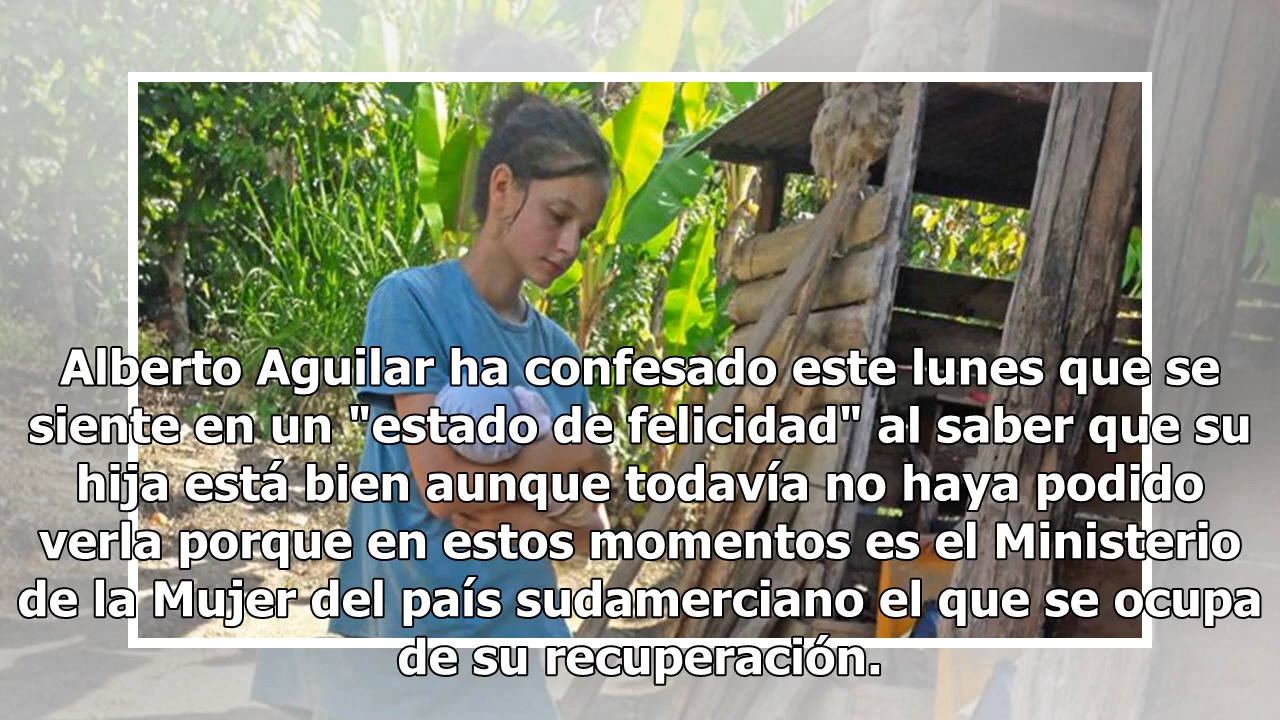 Alberto Aguilar ha confesado este lunes que se
siente en un "estado de felicidad" al saber que su
hija está bien aunque todavía no haya podido
verla porque en estos momentos es el Ministerio
de la Mujer del país sudamerciano el que se ocupa
de su recuperación.